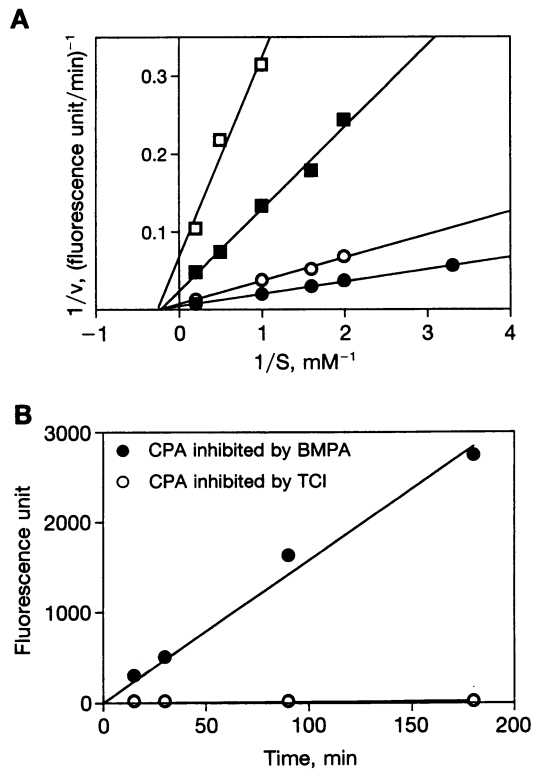 A
1/v, (fluorescence unit/min)⁻¹
0.3
0.2
0.1
−1
0
1
2
3
4
1/S, mM⁻¹
B
Fluorescence unit
3000
2000
1000
0
CPA inhibited by BMPA
CPA inhibited by TCI
0
50
100
150
200
Time, min